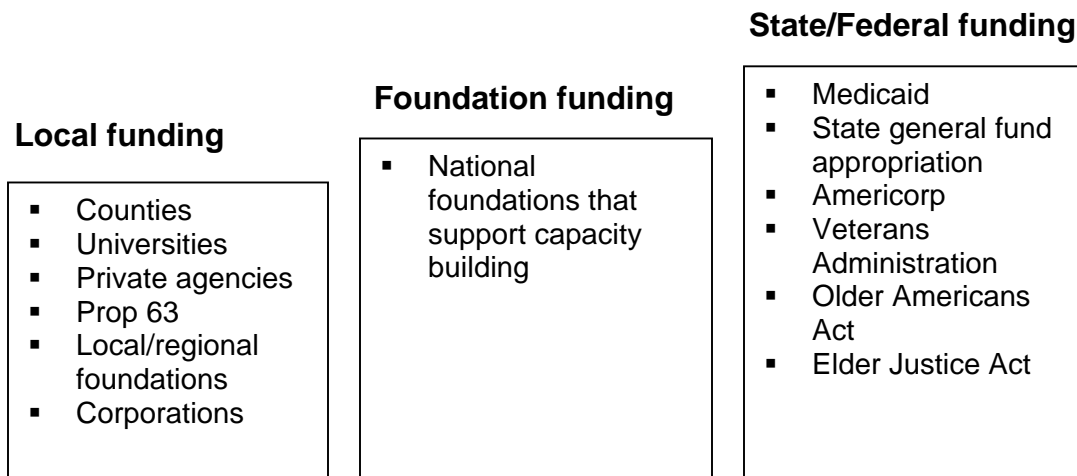 Local funding
▪ Counties
▪ Universities
▪ Private agencies
▪ Prop 63
▪ Local/regional
foundations
▪ Corporations
Foundation funding
▪ National
foundations that
support capacity
building
State/Federal funding
▪ Medicaid
▪ State general fund
appropriation
▪ Americorp
▪ Veterans
Administration
▪ Older Americans
Act
▪ Elder Justice Act